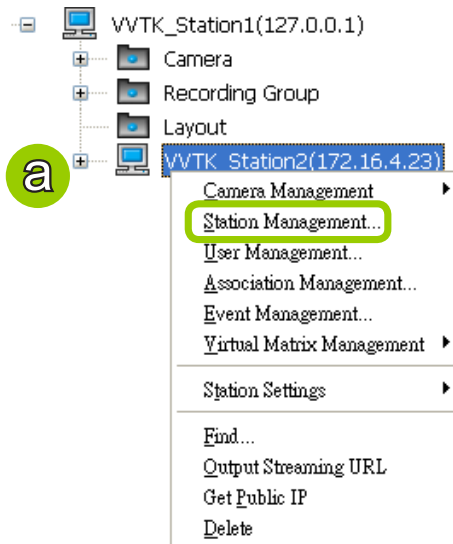 VVTK_Station1(127.0.0.1)
Camera
Recording Group
Layout
a
VVTK_Station2(172.16.4.23)
Camera Management
Station Management...
User Management...
Association Management...
Event Management...
Virtual Matrix Management
Station Settings
Find...
Output Streaming URL
Get Public IP
Delete